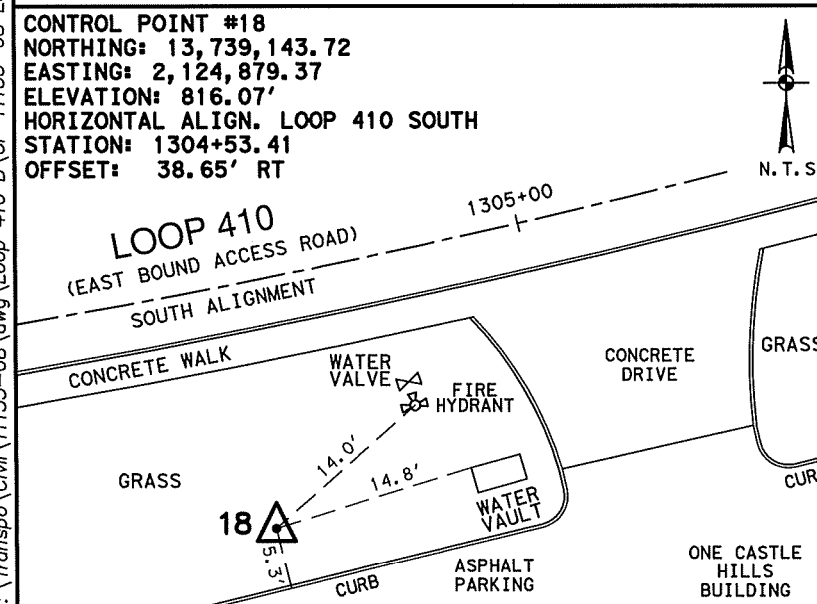 CONTROL POINT #18
NORTHING: 13,739,143.72
EASTING: 2,124,879.37
ELEVATION: 816.07'
HORIZONTAL ALIGN. LOOP 410 SOUTH
STATION: 1304+53.41
OFFSET: 38.65' RT
N.T.S
1305+00
LOOP 410
(EAST BOUND ACCESS ROAD)
SOUTH ALIGNMENT
CONCRETE WALK
WATER
VALVE
FIRE
HYDRANT
CONCRETE
DRIVE
GRASS
14.0'
14.8'
GRASS
WATER
VAULT
18
5.3'
CURB
CURB
ASPHALT
PARKING
ONE CASTLE
HILLS
BUILDING